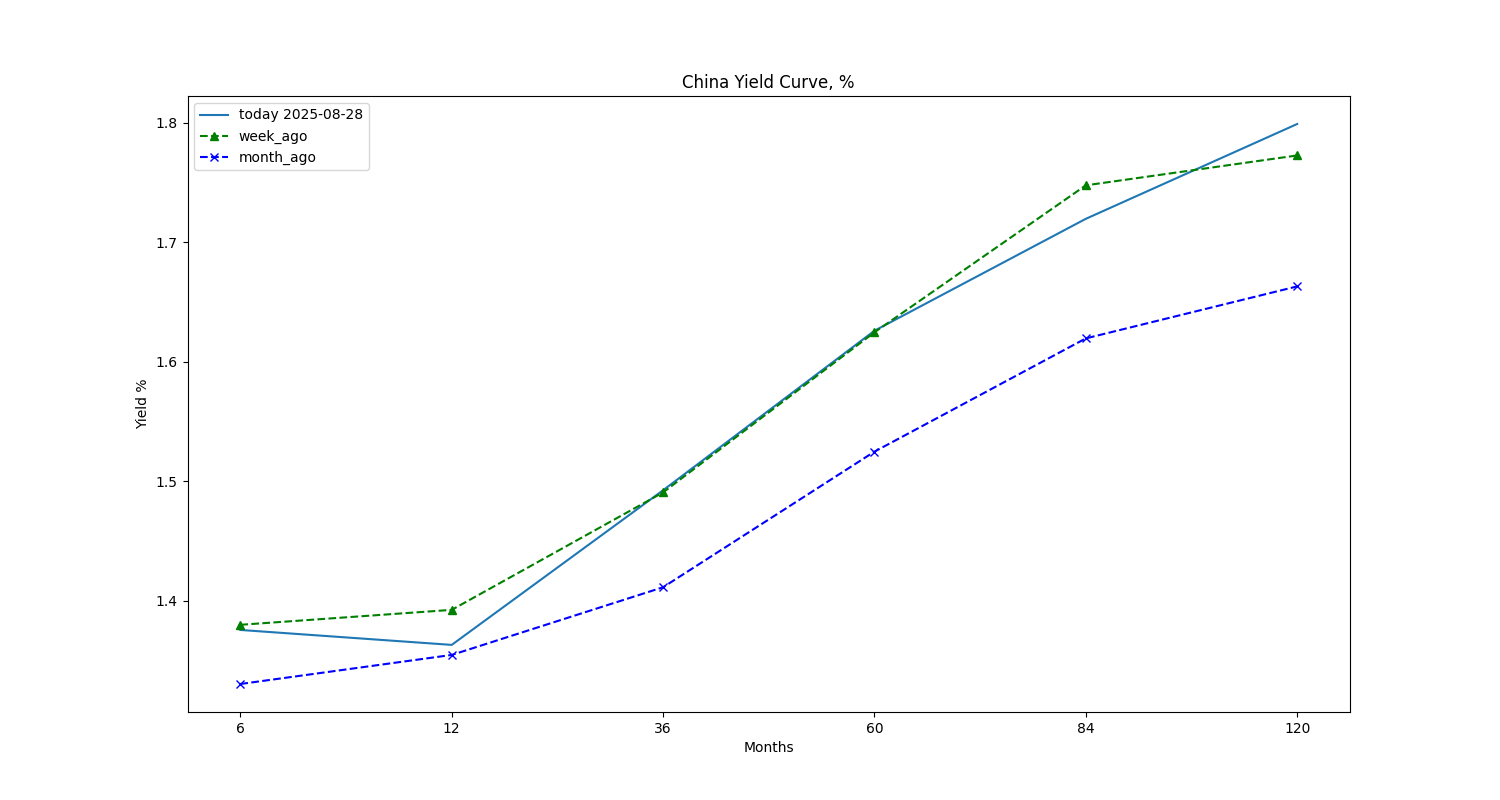 China Yield Curve, %
today 2025-08-28
week_ago
month_ago
1.8
1.7
1.6
1.5
1.4
Yield %
6 12 36 60 84 120
Months